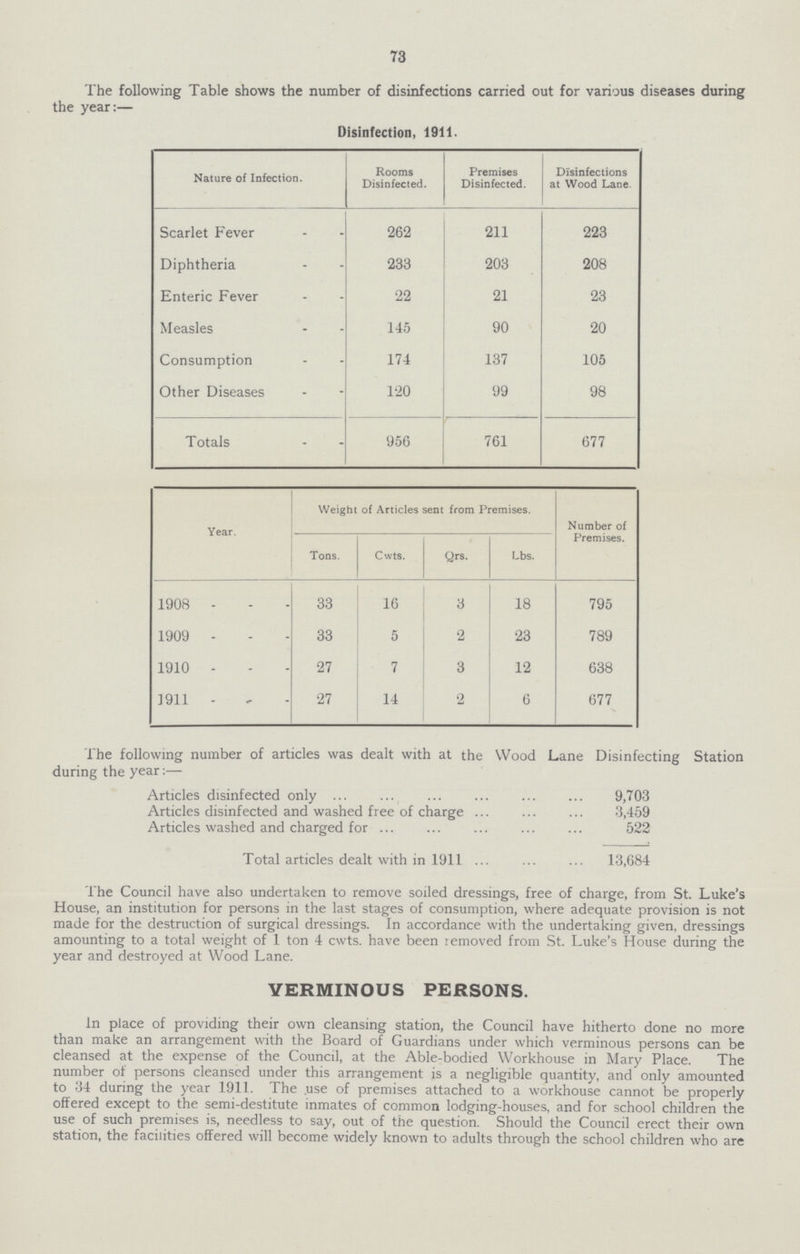 73
The following Table shows the number of disinfections carried out for various diseases during
the year:—
Disinfection, 1911.
Nature of Infection. Rooms Disinfected. Premises Disinfected. Disinfections at Wood Lane.
Scarlet Fever - - 262 211 223
Diphtheria - - 233 203 208
Enteric Fever - - 22 21 23
Measles - - 145 90 20
Consumption - - 174 137 105
Other Diseases - - 120 99 98
Totals - - 956 761 677
Year. Weight of Articles sent from Premises. Number of Premises.
Tons. Cwts. Qrs. Lbs.
1908 - - - 33 16 3 18 795
1909 - - - 33 5 2 23 789
1910 - - - 27 7 3 12 638
1911 - - - 27 14 2 6 677
The following number of articles was dealt with at the Wood Lane Disinfecting Station
during the year:—
Articles disinfected only ... ... ... ... ... ... 9,703
Articles disinfected and washed free of charge ... ... ... 3,459
Articles washed and charged for ... ... ... ... ... 522
Total articles dealt with in 1911 ... ... ... 13,684
The Council have also undertaken to remove soiled dressings, free of charge, from St. Luke's
House, an institution for persons in the last stages of consumption, where adequate provision is not
made for the destruction of surgical dressings. In accordance with the undertaking given, dressings
amounting to a total weight of 1 ton 4 cwts. have been removed from St. Luke's House during the
year and destroyed at Wood Lane.
VERMINOUS PERSONS.
In place of providing their own cleansing station, the Council have hitherto done no more
than make an arrangement with the Board of Guardians under which verminous persons can be
cleansed at the expense of the Council, at the Able-bodied Workhouse in Mary Place. The
number of persons cleansed under this arrangement is a negligible quantity, and only amounted
to 34 during the year 1911. The use of premises attached to a workhouse cannot be properly
offered except to the semi-destitute inmates of common lodging-houses, and for school children the
use of such premises is, needless to say, out of the question. Should the Council erect their own
station, the facilities offered will become widely known to adults through the school children who are